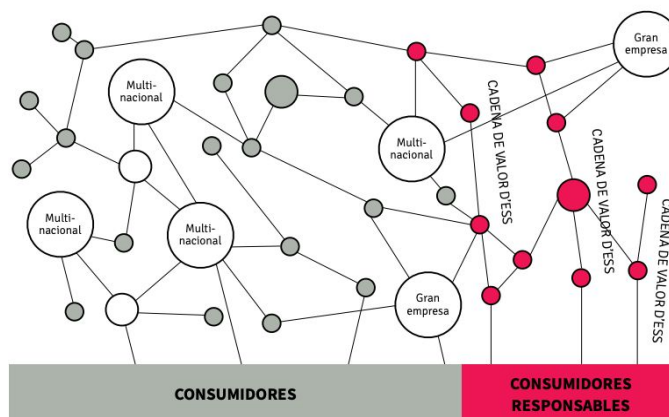 Gran
empresa
Multi-
nacional
Multi-
nacional
CADENA DE VALOR D'ESS
CADENA DE VALOR D'ESS
CADENA DE VALOR D'ESS
Multi-
nacional
Multi-
nacional
Gran
empresa
CONSUMIDORES
CONSUMIDORES
RESPONSABLES